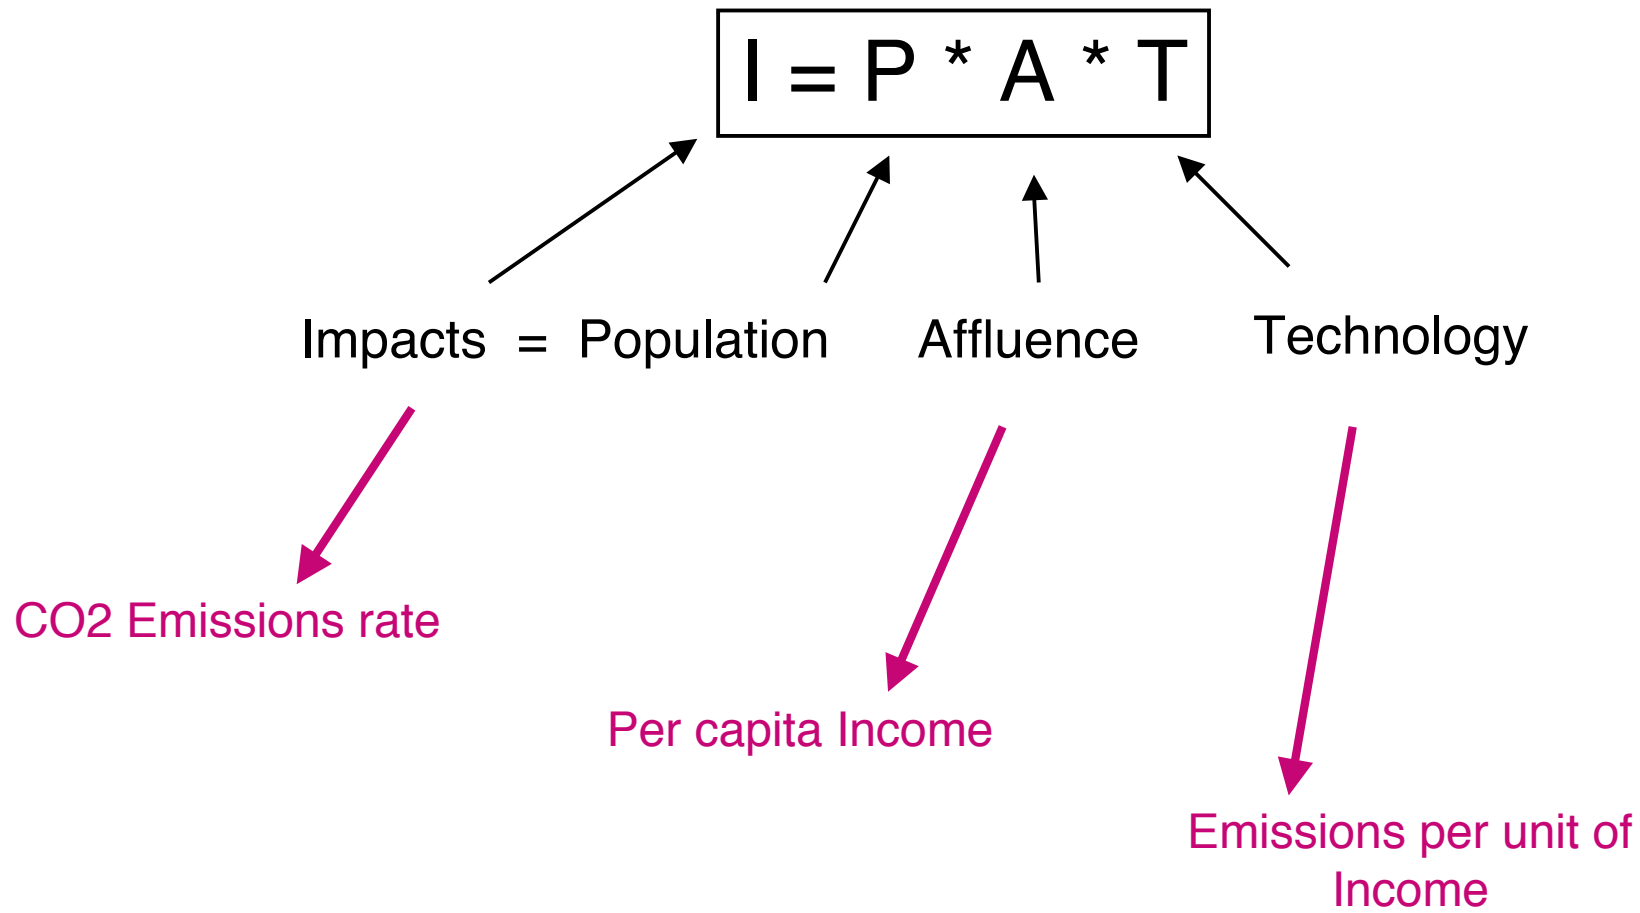 I = P * A * T
Impacts = Population Affluence Technology
CO2 Emissions rate
Per capita Income
Emissions per unit of
Income